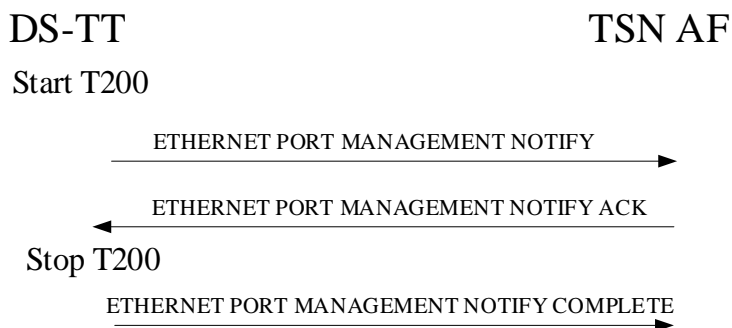 DS-TT TSN AF
Start T200
ETHERNET PORT MANAGEMENT NOTIFY
ETHERNET PORT MANAGEMENT NOTIFY ACK
Stop T200
ETHERNET PORT MANAGEMENT NOTIFY COMPLETE